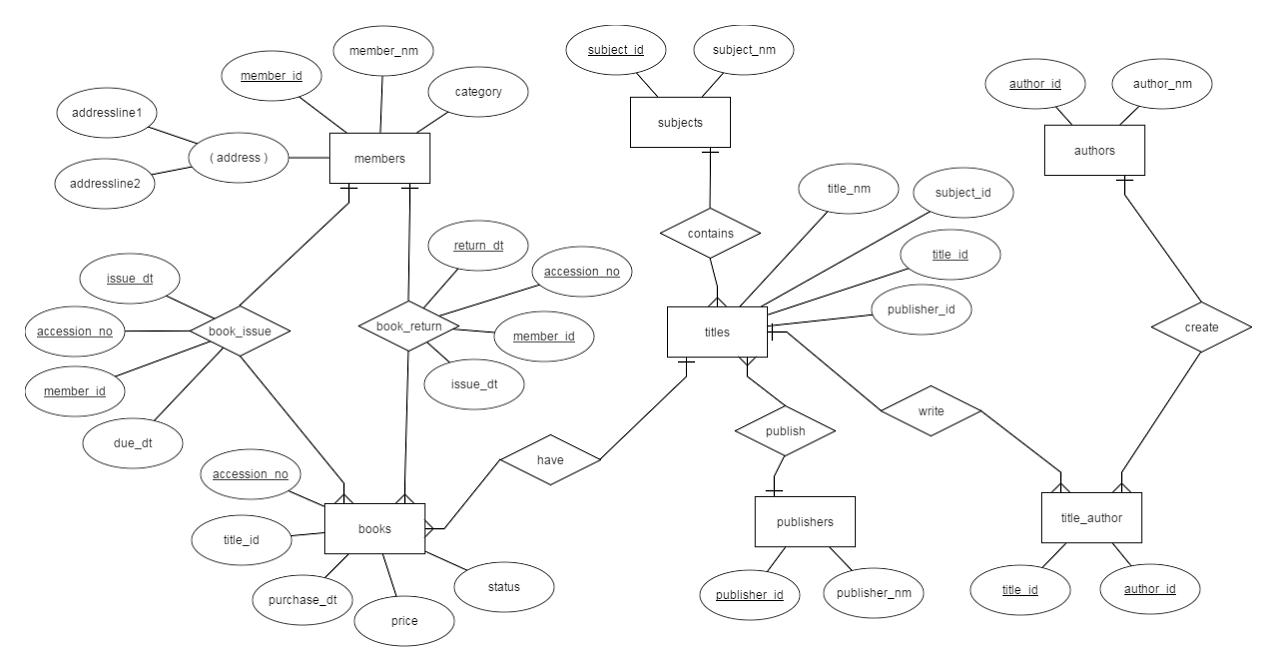 member_nm
subject_id
subject_nm
member_id
category
author_id
author_nm
addressline1
subjects
( address )
members
authors
addressline2
title_nm
subject_id
contains
return_dt
title_id
issue_dt
accession_no
publisher_id
accession_no
book_issue
book_return
member_id
titles
create
member_id
issue_dt
write
due_dt
publish
have
accession_no
books
publishers
title_author
title_id
status
purchase_dt
price
publisher_id
publisher_nm
title_id
author_id